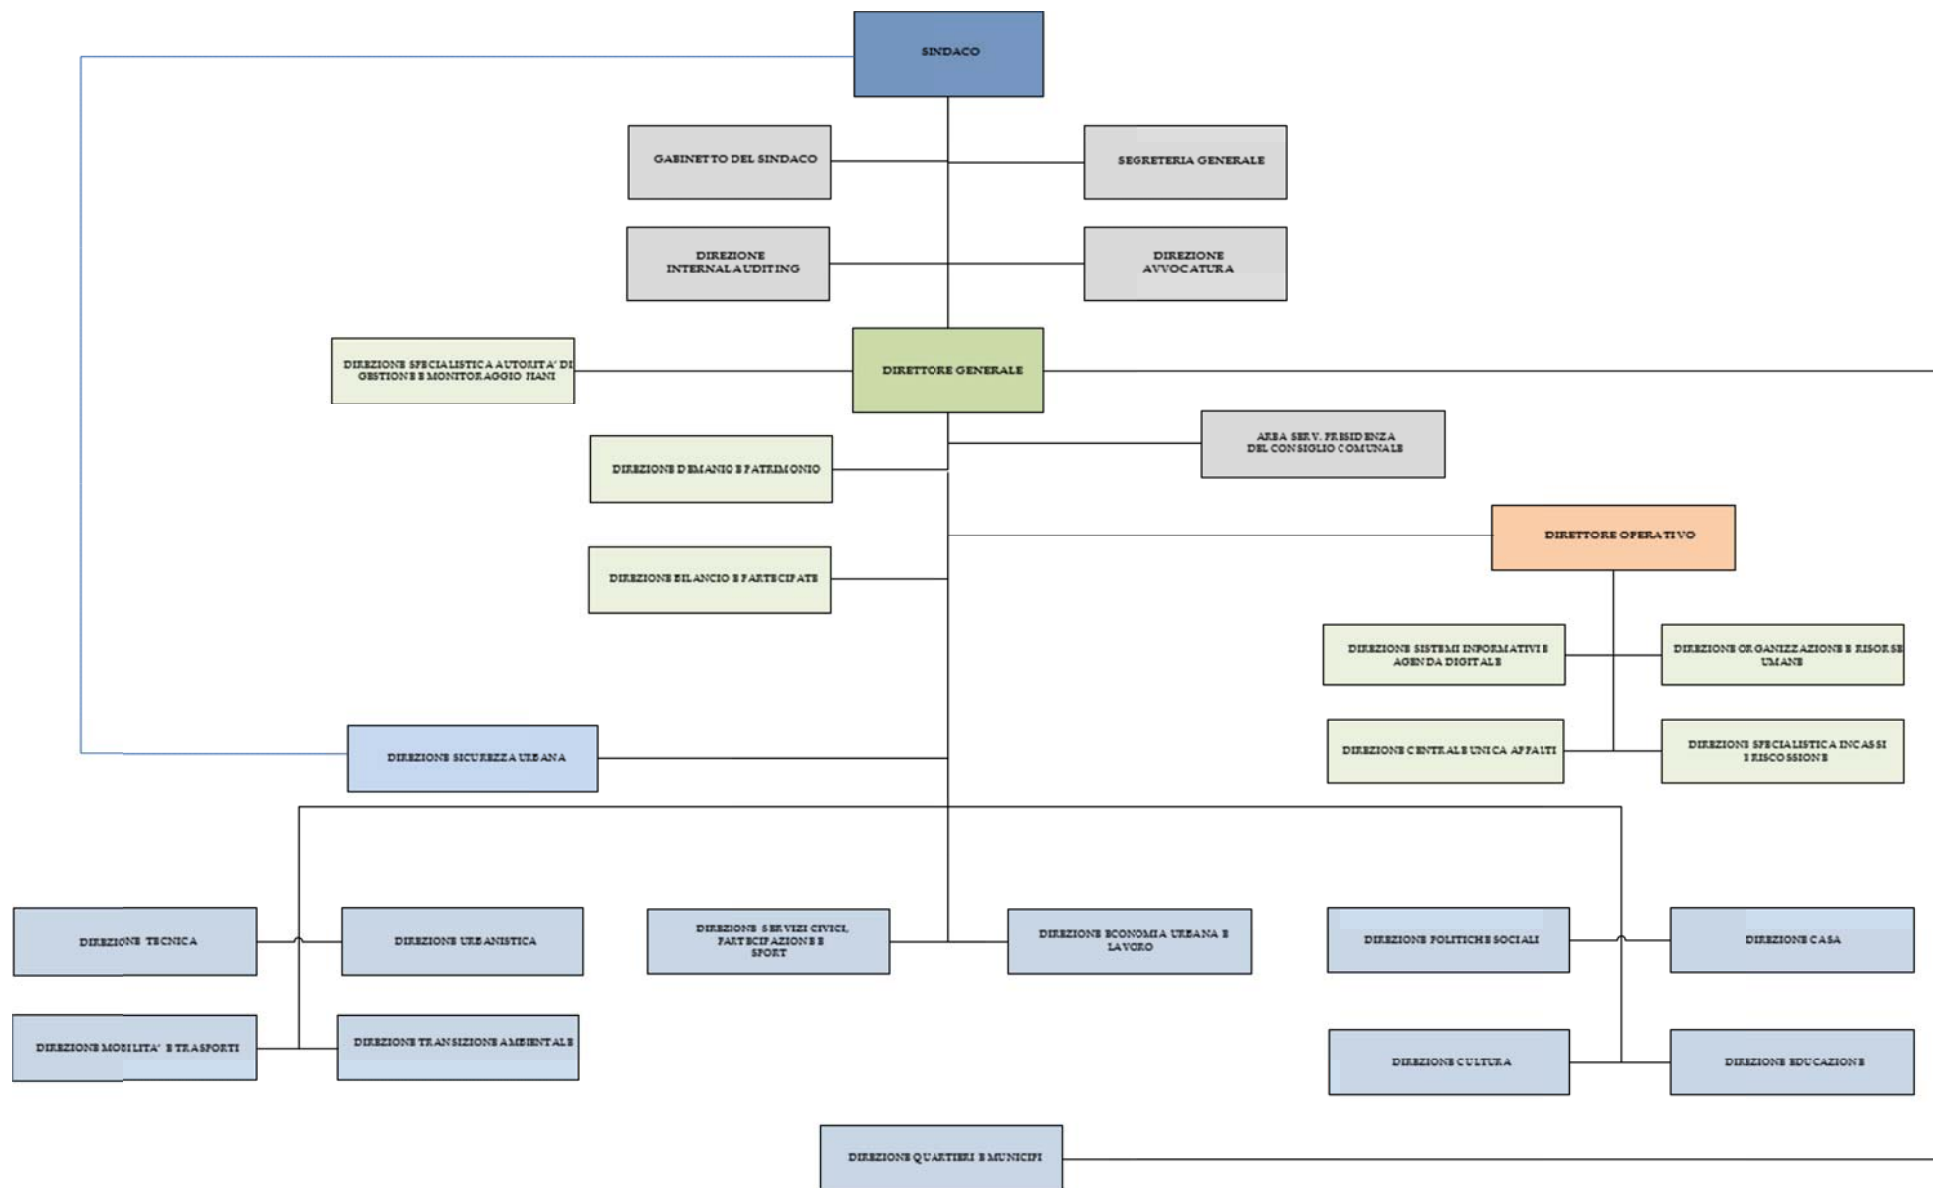 SINDACO
GABINETTO DEL SINDACO
SEGRETERIA GENERALE
DIREZIONE
INTERNAL AUDITING
DIREZIONE
AVVOCATURA
DIREZIONE SPECIALISTICA AUTORITA' DI
GESTIONE E MONITORAGGIO PIANI
DIRETTORE GENERALE
AREA SERV. PRESIDENZA
DEL CONSIGLIO COMUNALE
DIREZIONE DEMANIO E PATRIMONIO
DIRETTORE OPERATIVO
DIREZIONE BILANCIO E PARTECIPATE
DIREZIONE SISTEMI INFORMATIVI E
AGENDA DIGITALE
DIREZIONE ORGANIZZAZIONE E RISORSE
UMANE
DIREZIONE SICUREZZA URBANA
DIREZIONE CENTRALE UNICA APPALTI
DIREZIONE SPECIALISTICA INCASSI
E RISCOSSIONE
DIREZIONE TECNICA
DIREZIONE URBANISTICA
DIREZIONE SERVIZI CIVICI,
PARTECIPAZIONE E
SPORT
DIREZIONE ECONOMIA URBANA E
LAVORO
DIREZIONE POLITICHE SOCIALI
DIREZIONE CASA
DIREZIONE MOBILITA' E TRASPORTI
DIREZIONE TRANSIZIONE AMBIENTALE
DIREZIONE CULTURA
DIREZIONE EDUCAZIONE
DIREZIONE QUARTIERI E MUNICIPI